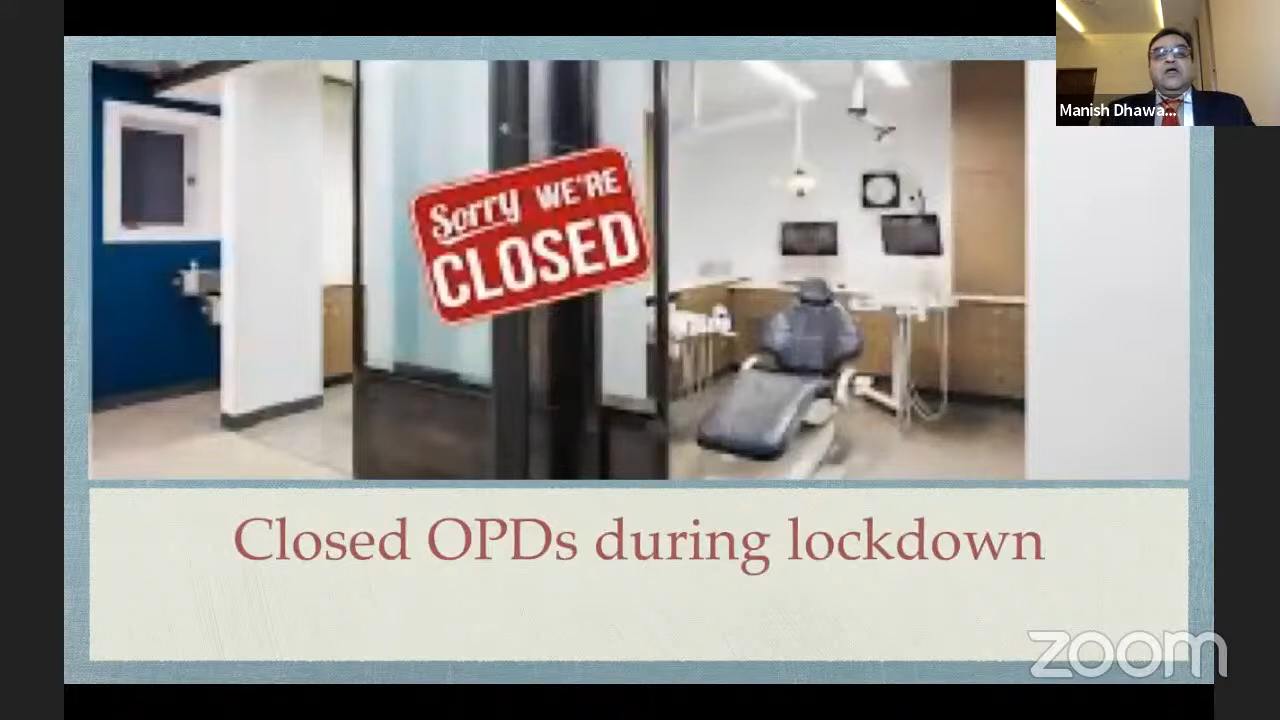 Manish Dhawa...
Sorry WE'RE
CLOSED
Closed OPDs during lockdown
zoom